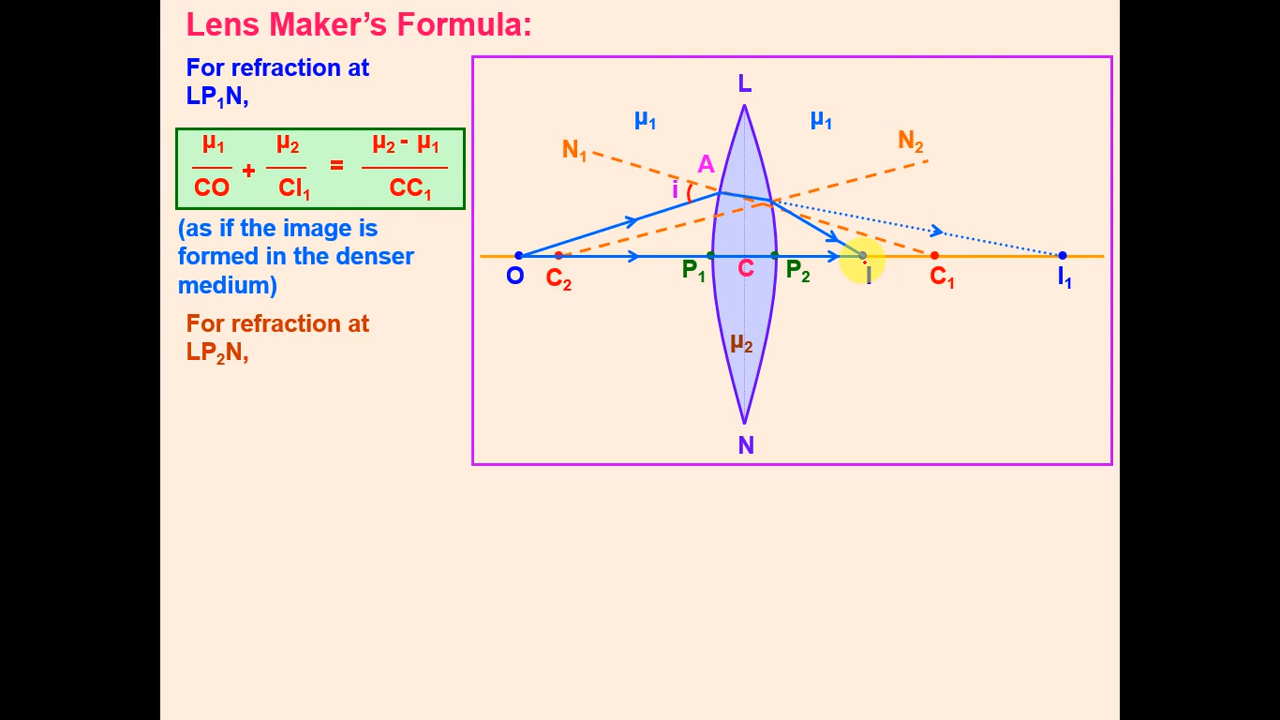 Lens Maker’s Formula:
For refraction at
LP₁N,
μ₁/CO + μ₂/CI₁ = μ₂ - μ₁/CC₁
(as if the image is
formed in the denser
medium)
For refraction at
LP₂N,
L
μ₁ μ₁
N₁ A N₂
i
O C₂ P₁ C P₂ I C₁ I₁
μ₂
N